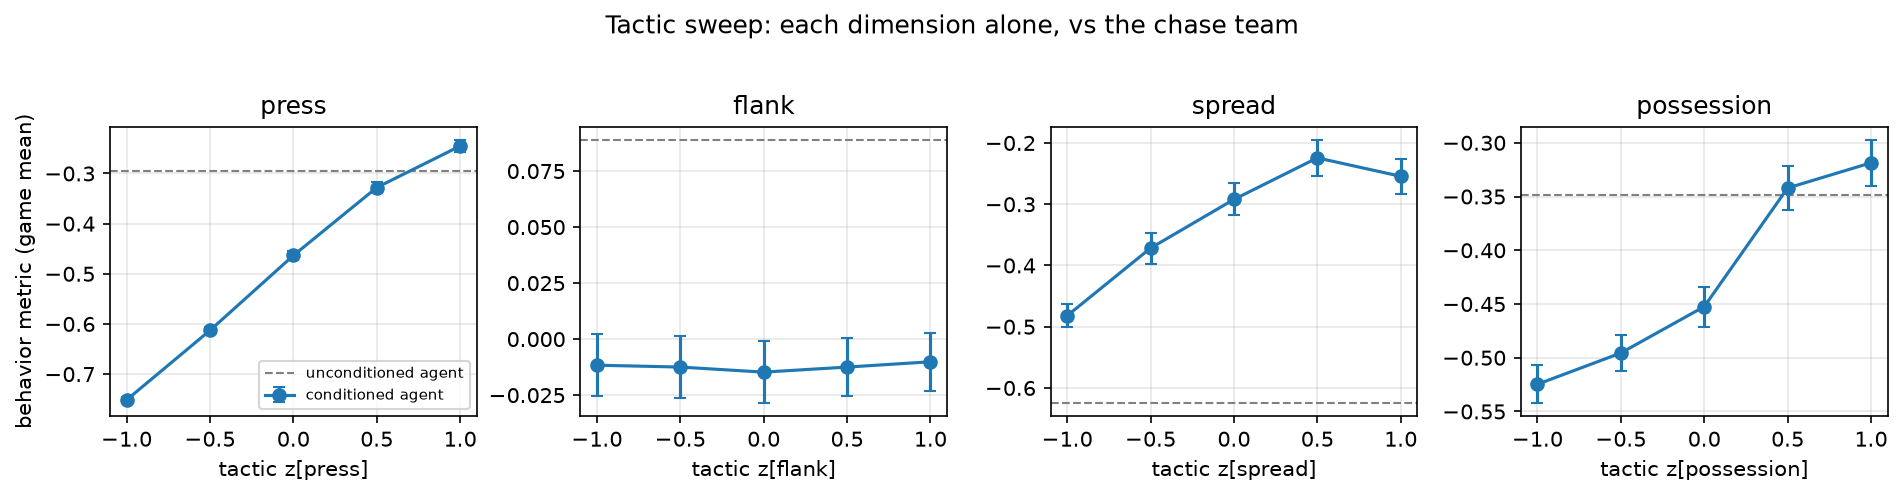 Tactic sweep: each dimension alone, vs the chase team
press
flank
spread
possession
behavior metric (game mean)
−0.3
−0.4
−0.5
−0.6
−0.7
unconditioned agent
conditioned agent
−1.0 −0.5 0.0 0.5 1.0
tactic z[press]
0.075
0.050
0.025
0.000
−0.025
−1.0 −0.5 0.0 0.5 1.0
tactic z[flank]
−0.2
−0.3
−0.4
−0.5
−0.6
−1.0 −0.5 0.0 0.5 1.0
tactic z[spread]
−0.30
−0.35
−0.40
−0.45
−0.50
−0.55
−1.0 −0.5 0.0 0.5 1.0
tactic z[possession]